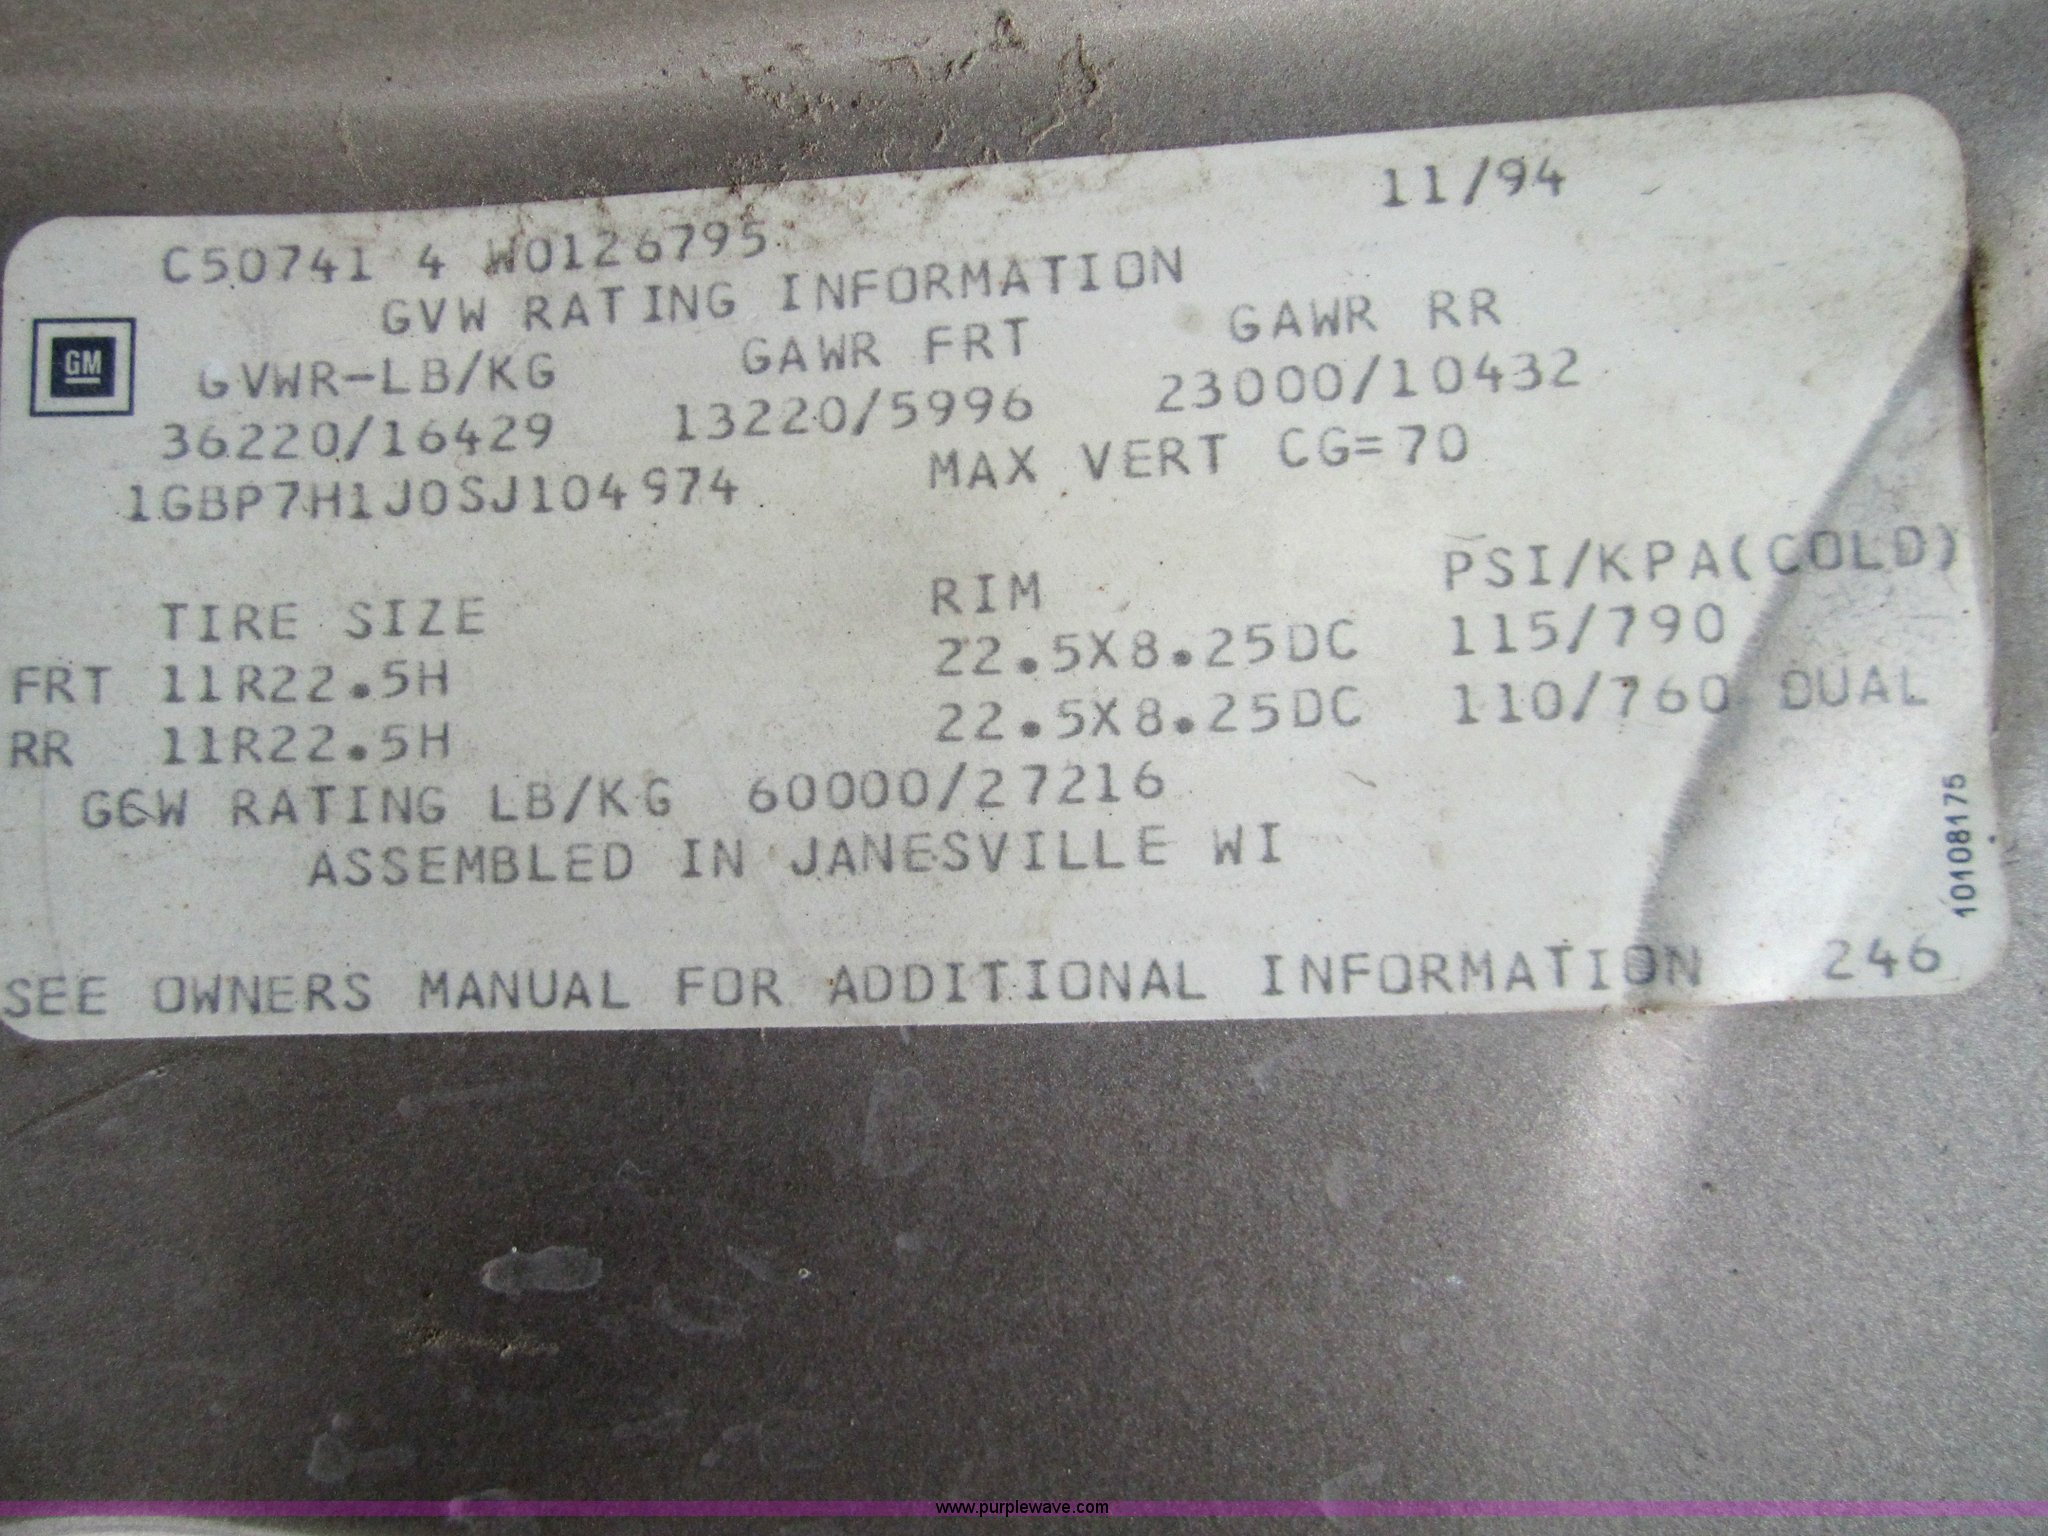 11/94
C50741 4 W0126795
GVW RATING INFORMATION
GM
GVWR-LB/KG GAWR FRT GAWR RR
36220/16429 13220/5996 23000/10432
1GBP7H1J0SJ104974 MAX VERT CG=70
TIRE SIZE RIM PSI/KPA(COLD)
FRT 11R22.5H 22.5X8.25DC 115/790
RR 11R22.5H 22.5X8.25DC 110/760 DUAL
GCW RATING LB/KG 60000/27216
ASSEMBLED IN JANESVILLE WI
10108175
SEE OWNERS MANUAL FOR ADDITIONAL INFORMATION 246
www.purplewave.com